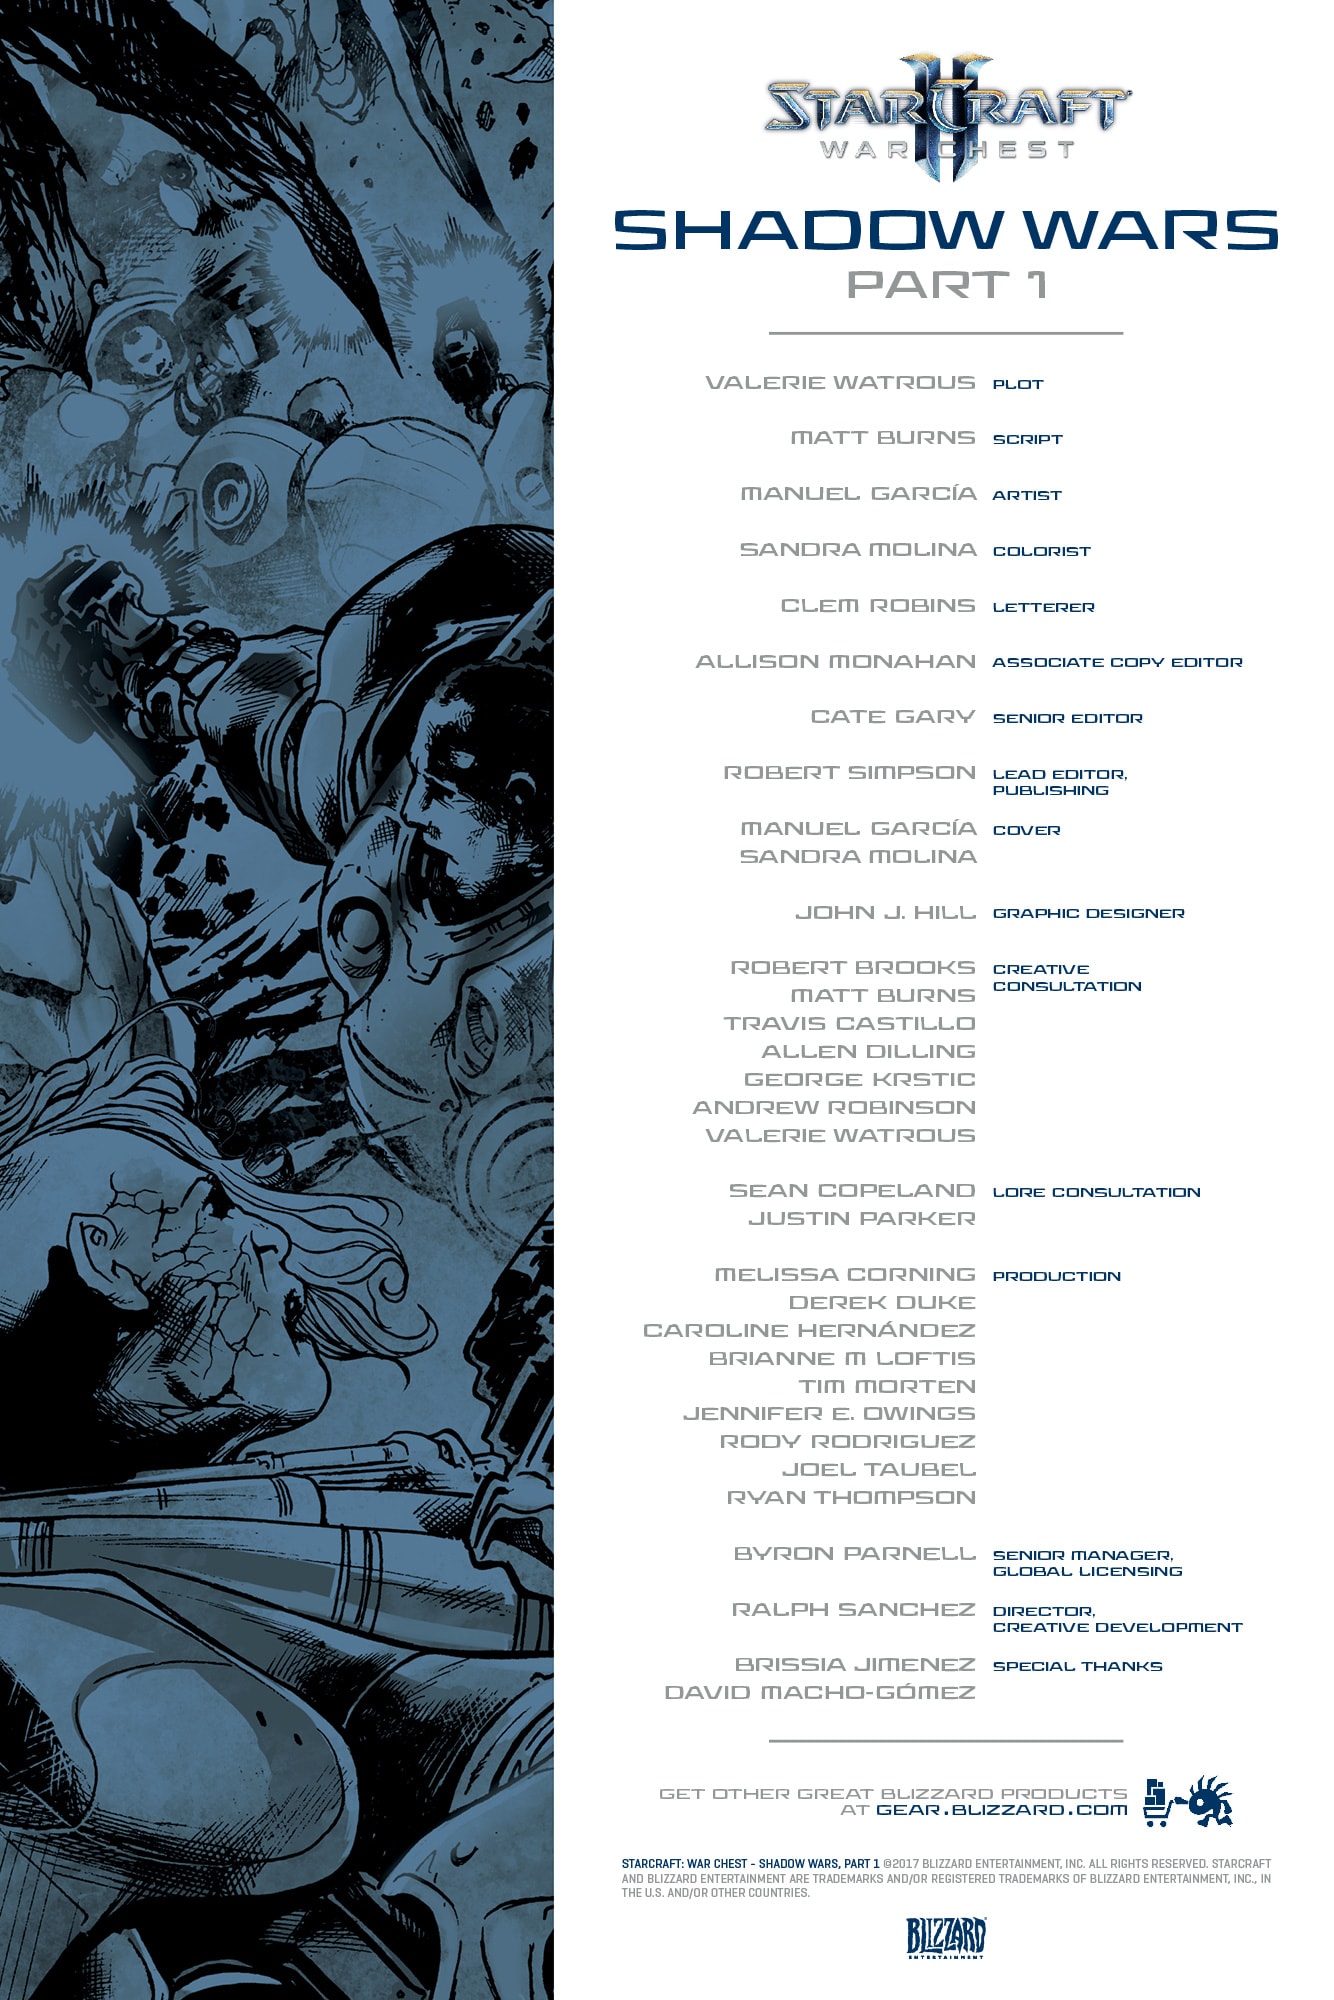 STARCRAFT II
WAR CHEST
SHADOW WARS
PART 1
VALERIE WATROUS PLOT
MATT BURNS SCRIPT
MANUEL GARCÍA ARTIST
SANDRA MOLINA COLORIST
CLEM ROBINS LETTERER
ALLISON MONAHAN ASSOCIATE COPY EDITOR
CATE GARY SENIOR EDITOR
ROBERT SIMPSON LEAD EDITOR,
PUBLISHING
MANUEL GARCÍA COVER
SANDRA MOLINA
JOHN J. HILL GRAPHIC DESIGNER
ROBERT BROOKS CREATIVE
CONSULTATION
MATT BURNS
TRAVIS CASTILLO
ALLEN DILLING
GEORGE KRSTIC
ANDREW ROBINSON
VALERIE WATROUS
SEAN COPELAND LORE CONSULTATION
JUSTIN PARKER
MELISSA CORNING PRODUCTION
DEREK DUKE
CAROLINE HERNÁNDEZ
BRIANNE M LOFTIS
TIM MORTEN
JENNIFER E. OWINGS
RODY RODRIGUEZ
JOEL TAUBEL
RYAN THOMPSON
BYRON PARNELL SENIOR MANAGER,
GLOBAL LICENSING
RALPH SANCHEZ DIRECTOR,
CREATIVE DEVELOPMENT
BRISSIA JIMENEZ SPECIAL THANKS
DAVID MACHO-GÓMEZ
GET OTHER GREAT BLIZZARD PRODUCTS
AT GEAR.BLIZZARD.COM
STARCRAFT: WAR CHEST - SHADOW WARS, PART 1 ©2017 BLIZZARD ENTERTAINMENT, INC. ALL RIGHTS RESERVED. STARCRAFT
AND BLIZZARD ENTERTAINMENT ARE TRADEMARKS AND/OR REGISTERED TRADEMARKS OF BLIZZARD ENTERTAINMENT, INC., IN
THE U.S. AND/OR OTHER COUNTRIES.
BLIZZARD
ENTERTAINMENT